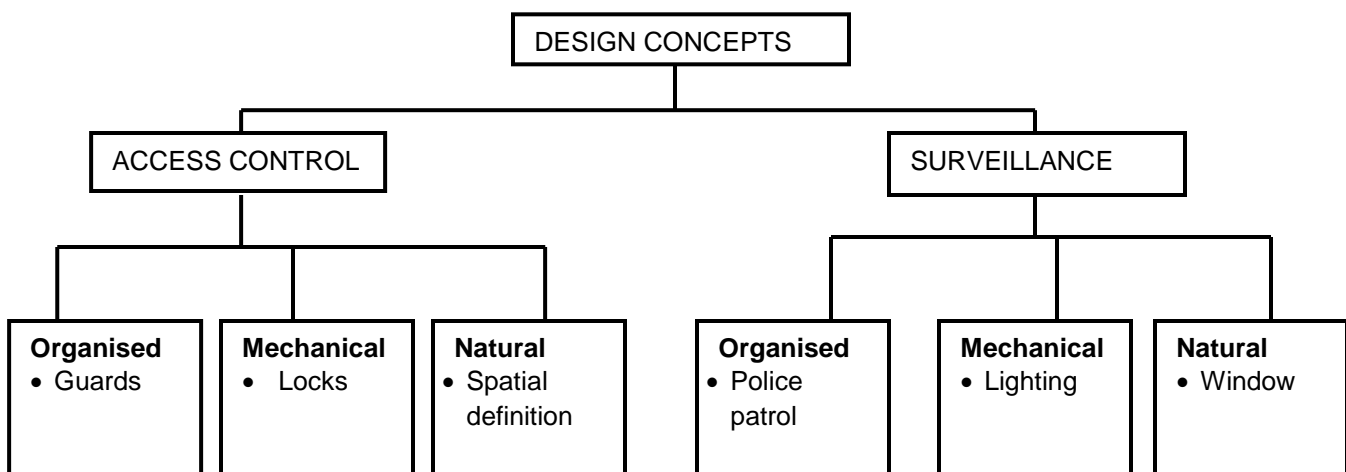 DESIGN CONCEPTS
ACCESS CONTROL
SURVEILLANCE
Organised
• Guards
Mechanical
• Locks
Natural
• Spatial
definition
Organised
• Police
patrol
Mechanical
• Lighting
Natural
• Window